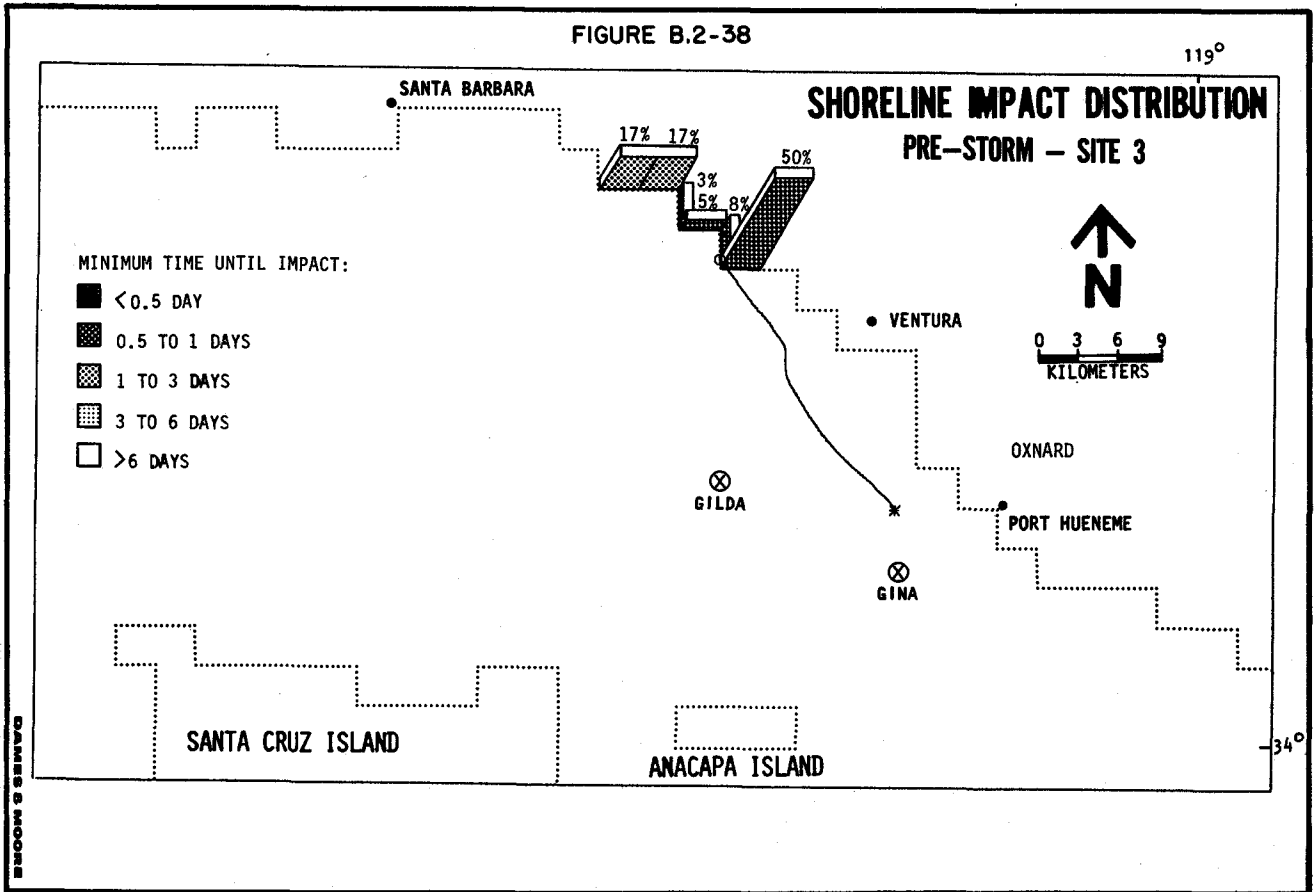 FIGURE B.2-38
119°
SANTA BARBARA
SHORELINE IMPACT DISTRIBUTION
PRE-STORM - SITE 3
17% 17%
50%
3%
5% 8%
N
MINIMUM TIME UNTIL IMPACT:
<0.5 DAY
0.5 TO 1 DAYS
1 TO 3 DAYS
3 TO 6 DAYS
>6 DAYS
VENTURA
0 3 6 9
KILOMETERS
OXNARD
GILDA
PORT HUENEME
GINA
SANTA CRUZ ISLAND
ANACAPA ISLAND
34°
DAMES & MOORE